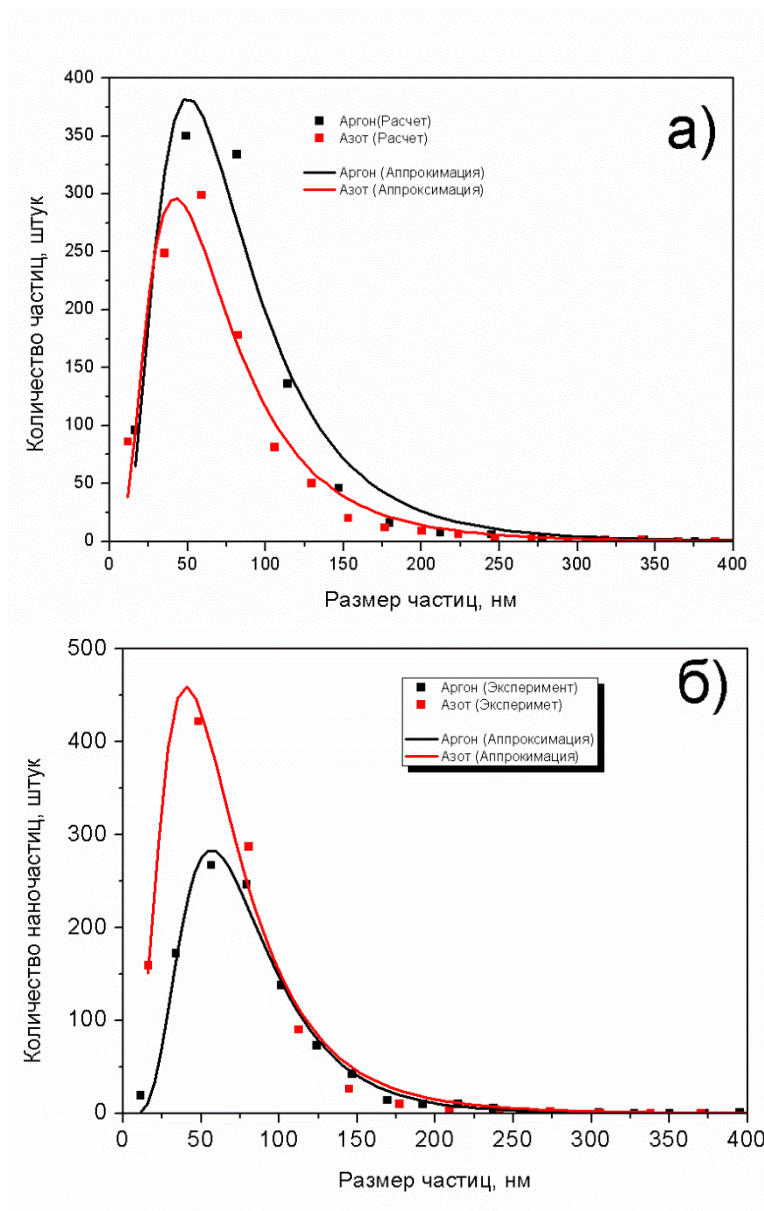 а)
400
350
300
250
200
150
100
50
0
Количество частиц, штук
Аргон(Расчет)
Азот (Расчет)
Аргон (Аппрокимация)
Азот (Аппроксимация)
0 50 100 150 200 250 300 350 400
Размер частиц, нм
б)
500
400
300
200
100
0
Количество наночастиц, штук
Аргон (Эксперимент)
Азот (Эксперимет)
Аргон (Аппроксимация)
Азот (Аппрокимация)
0 50 100 150 200 250 300 350 400
Размер частиц, нм